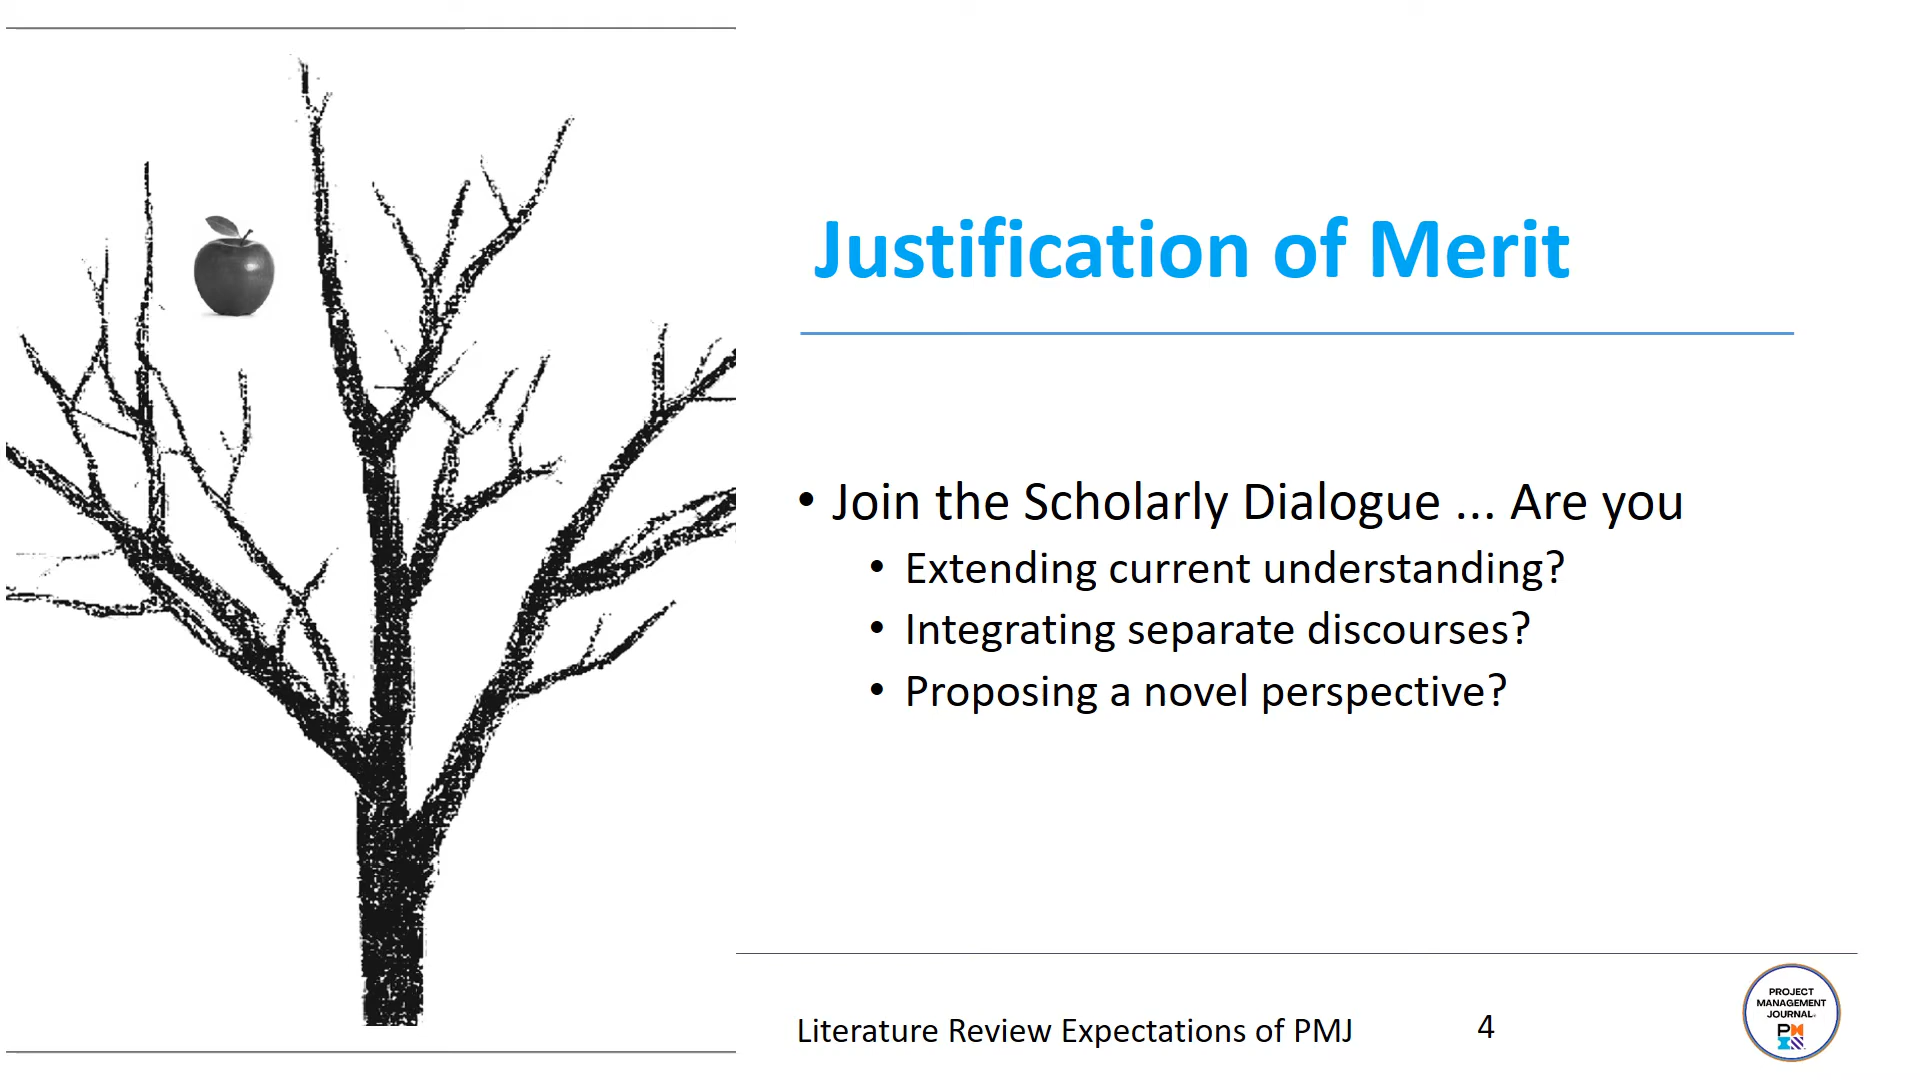 Justification of Merit
• Join the Scholarly Dialogue ... Are you
• Extending current understanding?
• Integrating separate discourses?
• Proposing a novel perspective?
Literature Review Expectations of PMJ
4
PROJECT
MANAGEMENT
JOURNAL